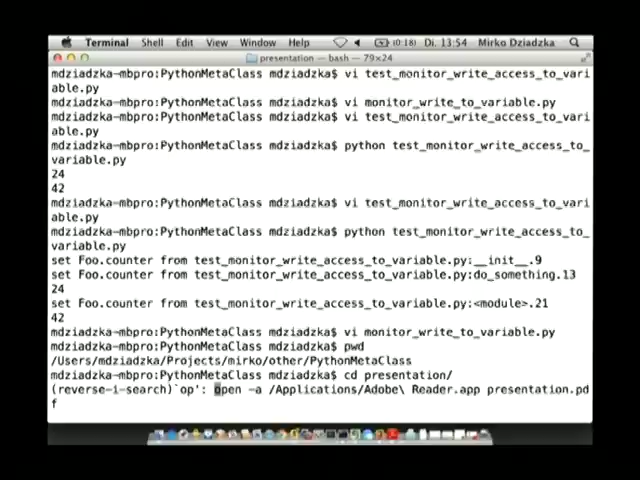 Terminal Shell Edit View Window Help (0:18) Di. 13:54 Mirko Dziadzka
presentation — bash — 79×24
mdziadzka-mbpro:PythonMetaClass mdziadzka$ vi test_monitor_write_access_to_vari
able.py
mdziadzka-mbpro:PythonMetaClass mdziadzka$ vi monitor_write_to_variable.py
mdziadzka-mbpro:PythonMetaClass mdziadzka$ vi test_monitor_write_access_to_vari
able.py
mdziadzka-mbpro:PythonMetaClass mdziadzka$ python test_monitor_write_access_to_
variable.py
24
42
mdziadzka-mbpro:PythonMetaClass mdziadzka$ vi test_monitor_write_access_to_vari
able.py
mdziadzka-mbpro:PythonMetaClass mdziadzka$ python test_monitor_write_access_to_
variable.py
set Foo.counter from test_monitor_write_access_to_variable.py:__init__.9
set Foo.counter from test_monitor_write_access_to_variable.py:do_something.13
24
set Foo.counter from test_monitor_write_access_to_variable.py:<module>.21
42
mdziadzka-mbpro:PythonMetaClass mdziadzka$ vi monitor_write_to_variable.py
mdziadzka-mbpro:PythonMetaClass mdziadzka$ pwd
/Users/mdziadzka/Projects/mirko/other/PythonMetaClass
mdziadzka-mbpro:PythonMetaClass mdziadzka$ cd presentation/
(reverse-i-search)`op': open -a /Applications/Adobe\ Reader.app presentation.pd
f